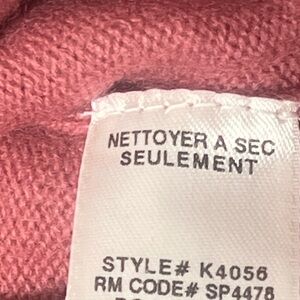 NETTOYER A SEC
SEULEMENT
STYLE# K4056
RM CODE# SP4478